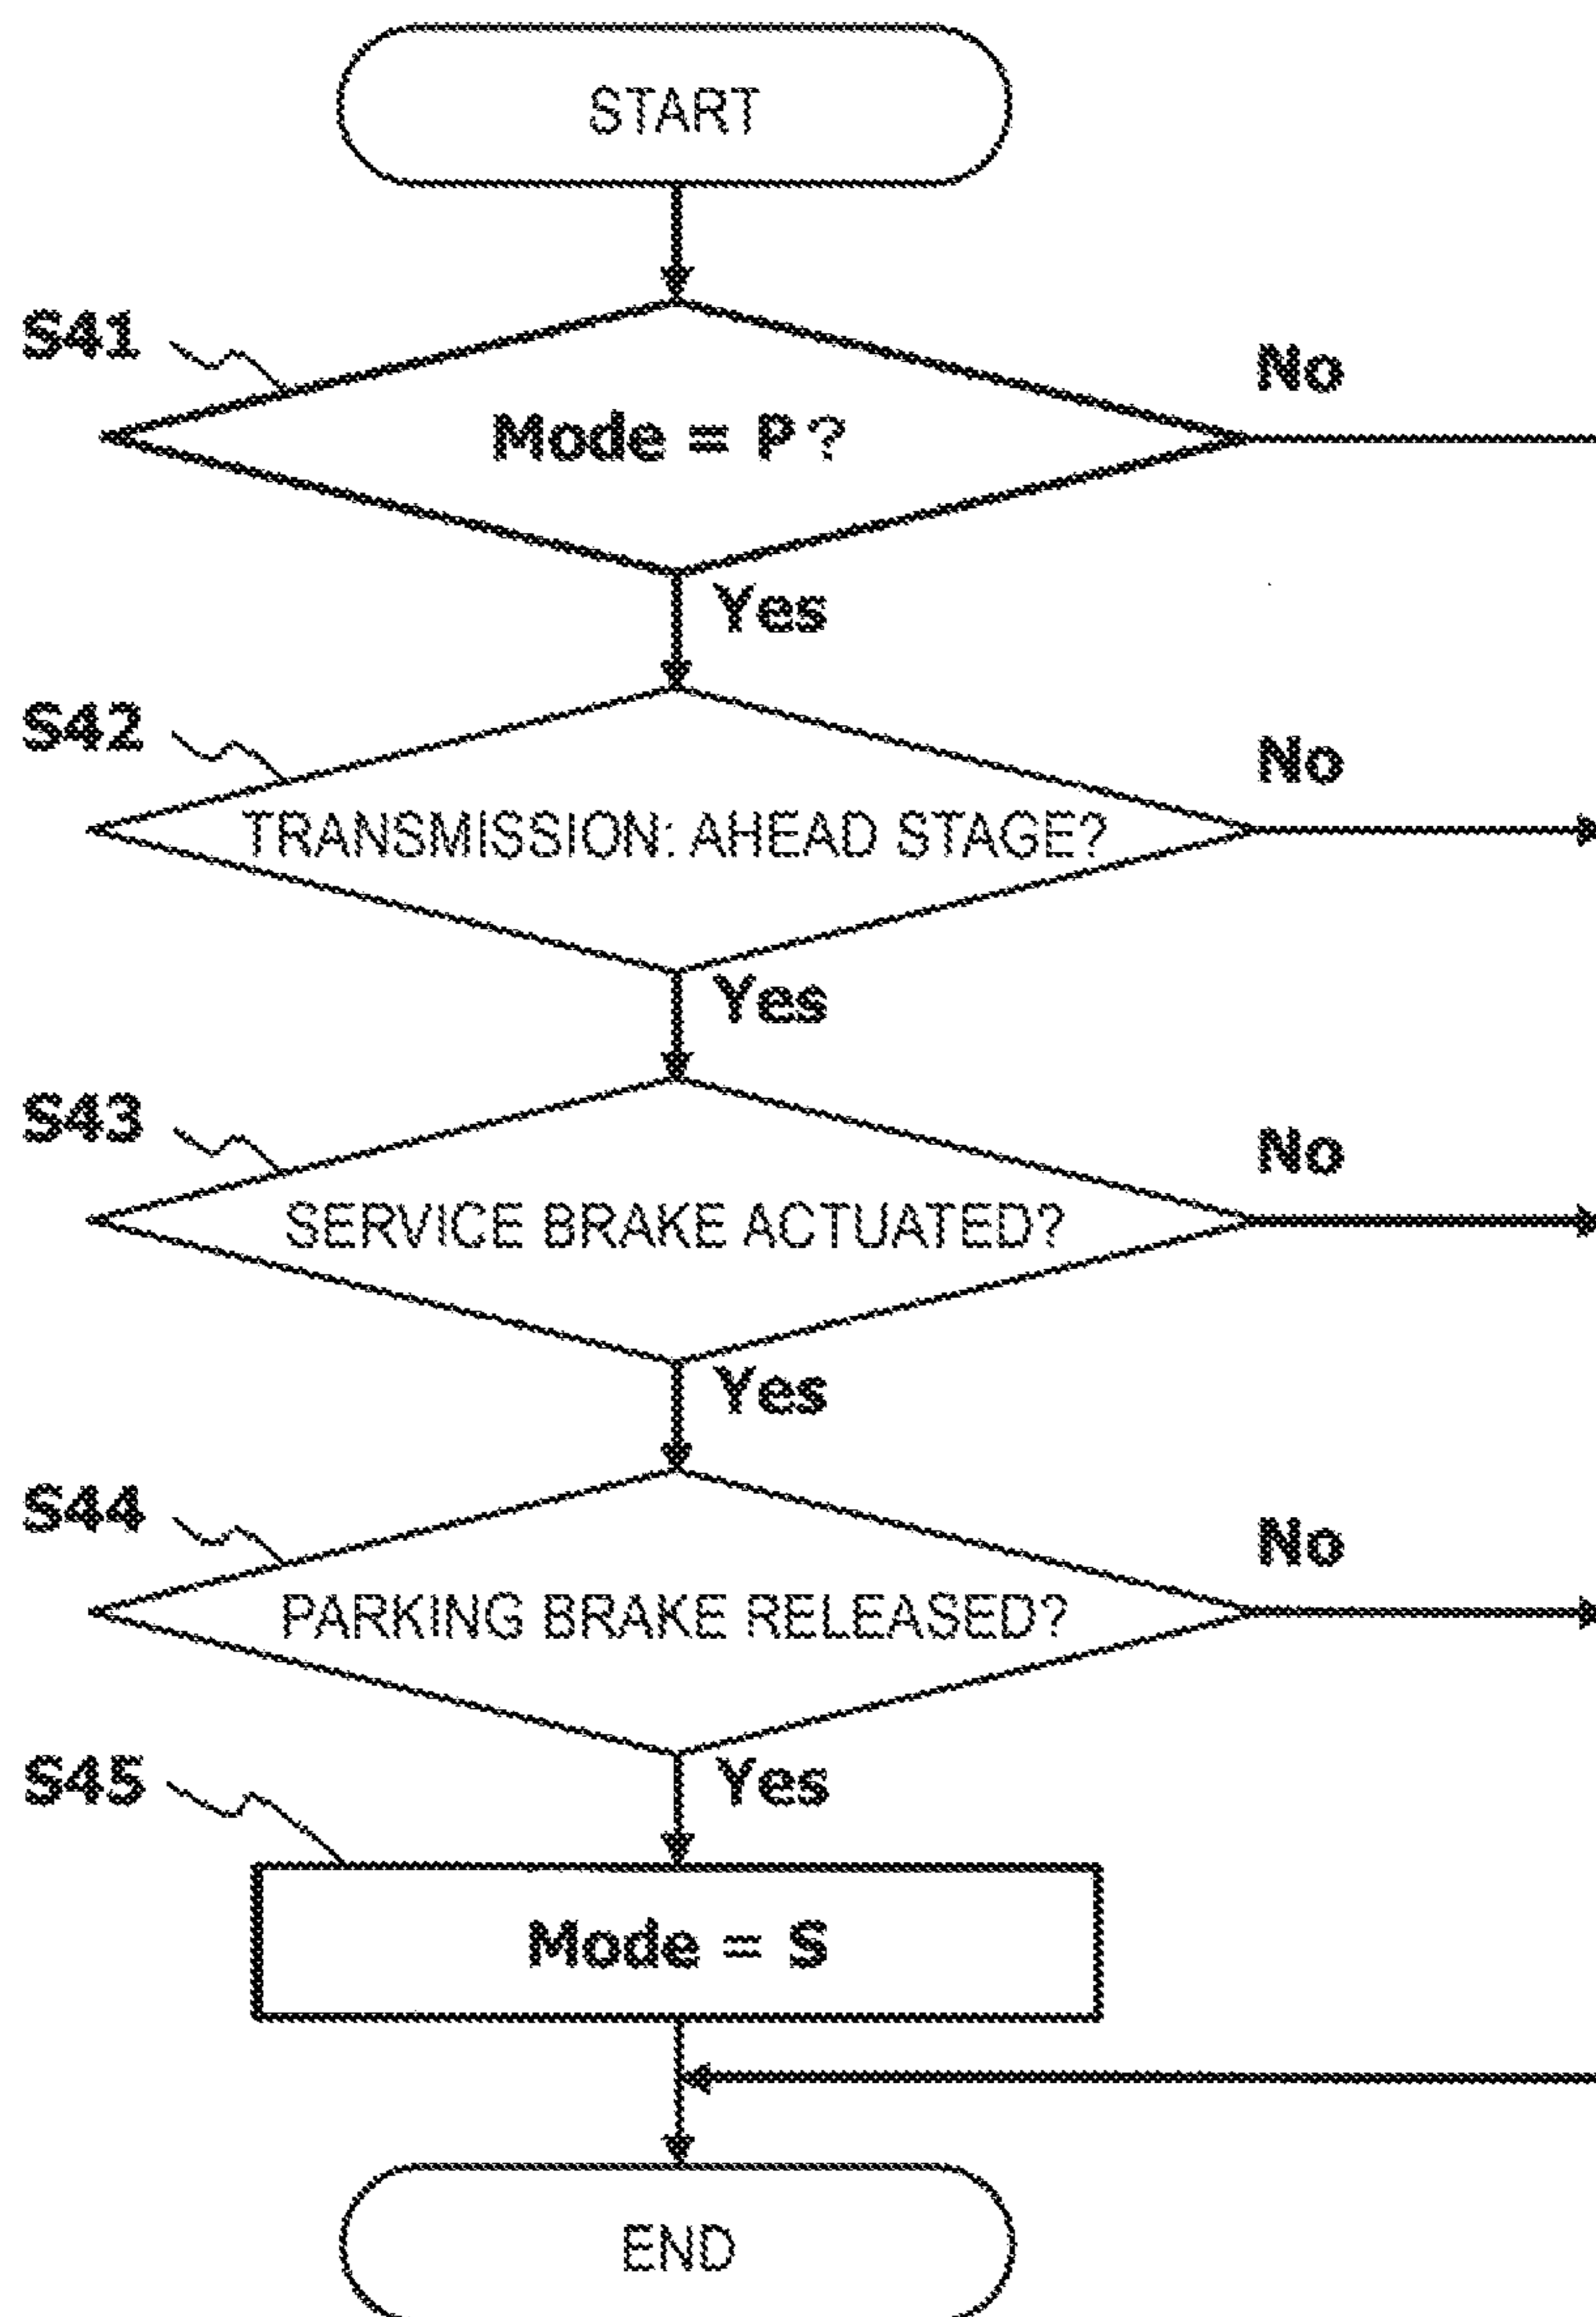 START
S41
No
Mode = P?
Yes
S42
No
TRANSMISSION: AHEAD STAGE?
Yes
S43
No
SERVICE BRAKE ACTUATED?
Yes
S44
No
PARKING BRAKE RELEASED?
Yes
S45
Mode = S
END